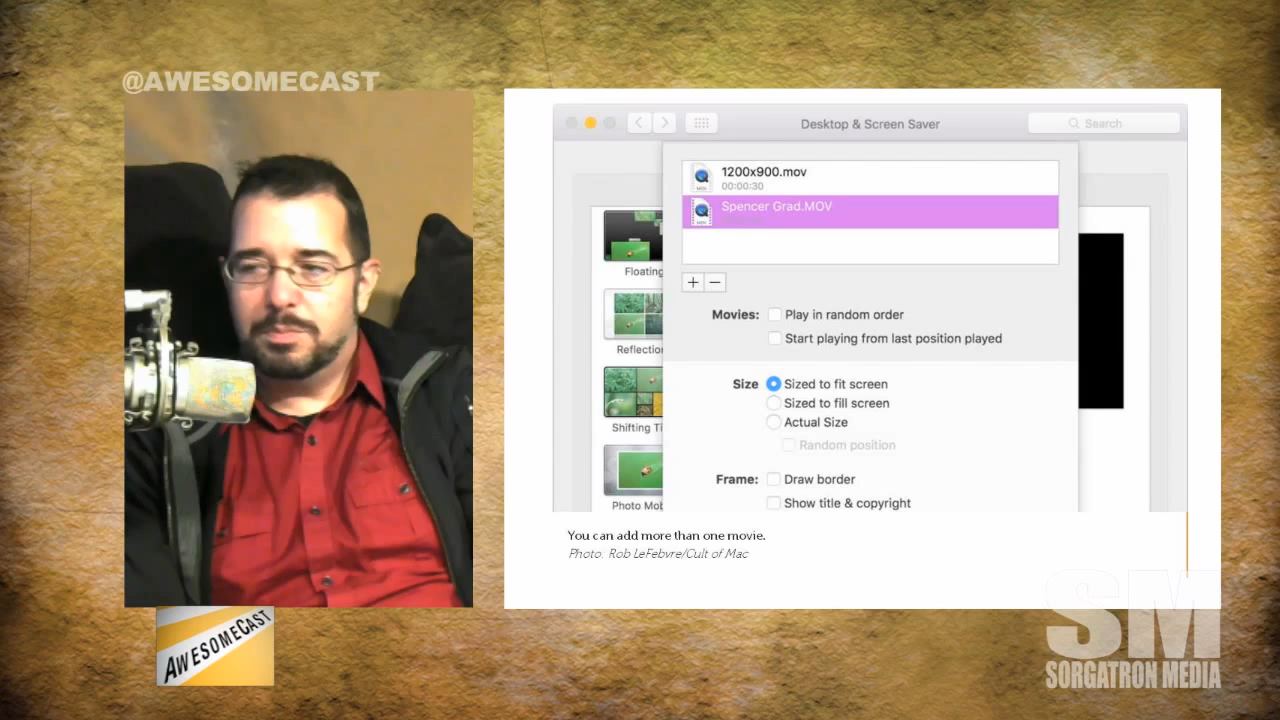 @AWESOMECAST
Desktop & Screen Saver
Search
1200x900.mov
00:00:30
Spencer Grad.MOV
Floating
Reflection
Shifting Ti
Photo Mob
Movies:
Play in random order
Start playing from last position played
Size
Sized to fit screen
Sized to fill screen
Actual Size
Random position
Frame:
Draw border
Show title & copyright
You can add more than one movie.
Photo: Rob LeFebvre/Cult of Mac
AWESOMECAST
SM
SORGATRON MEDIA